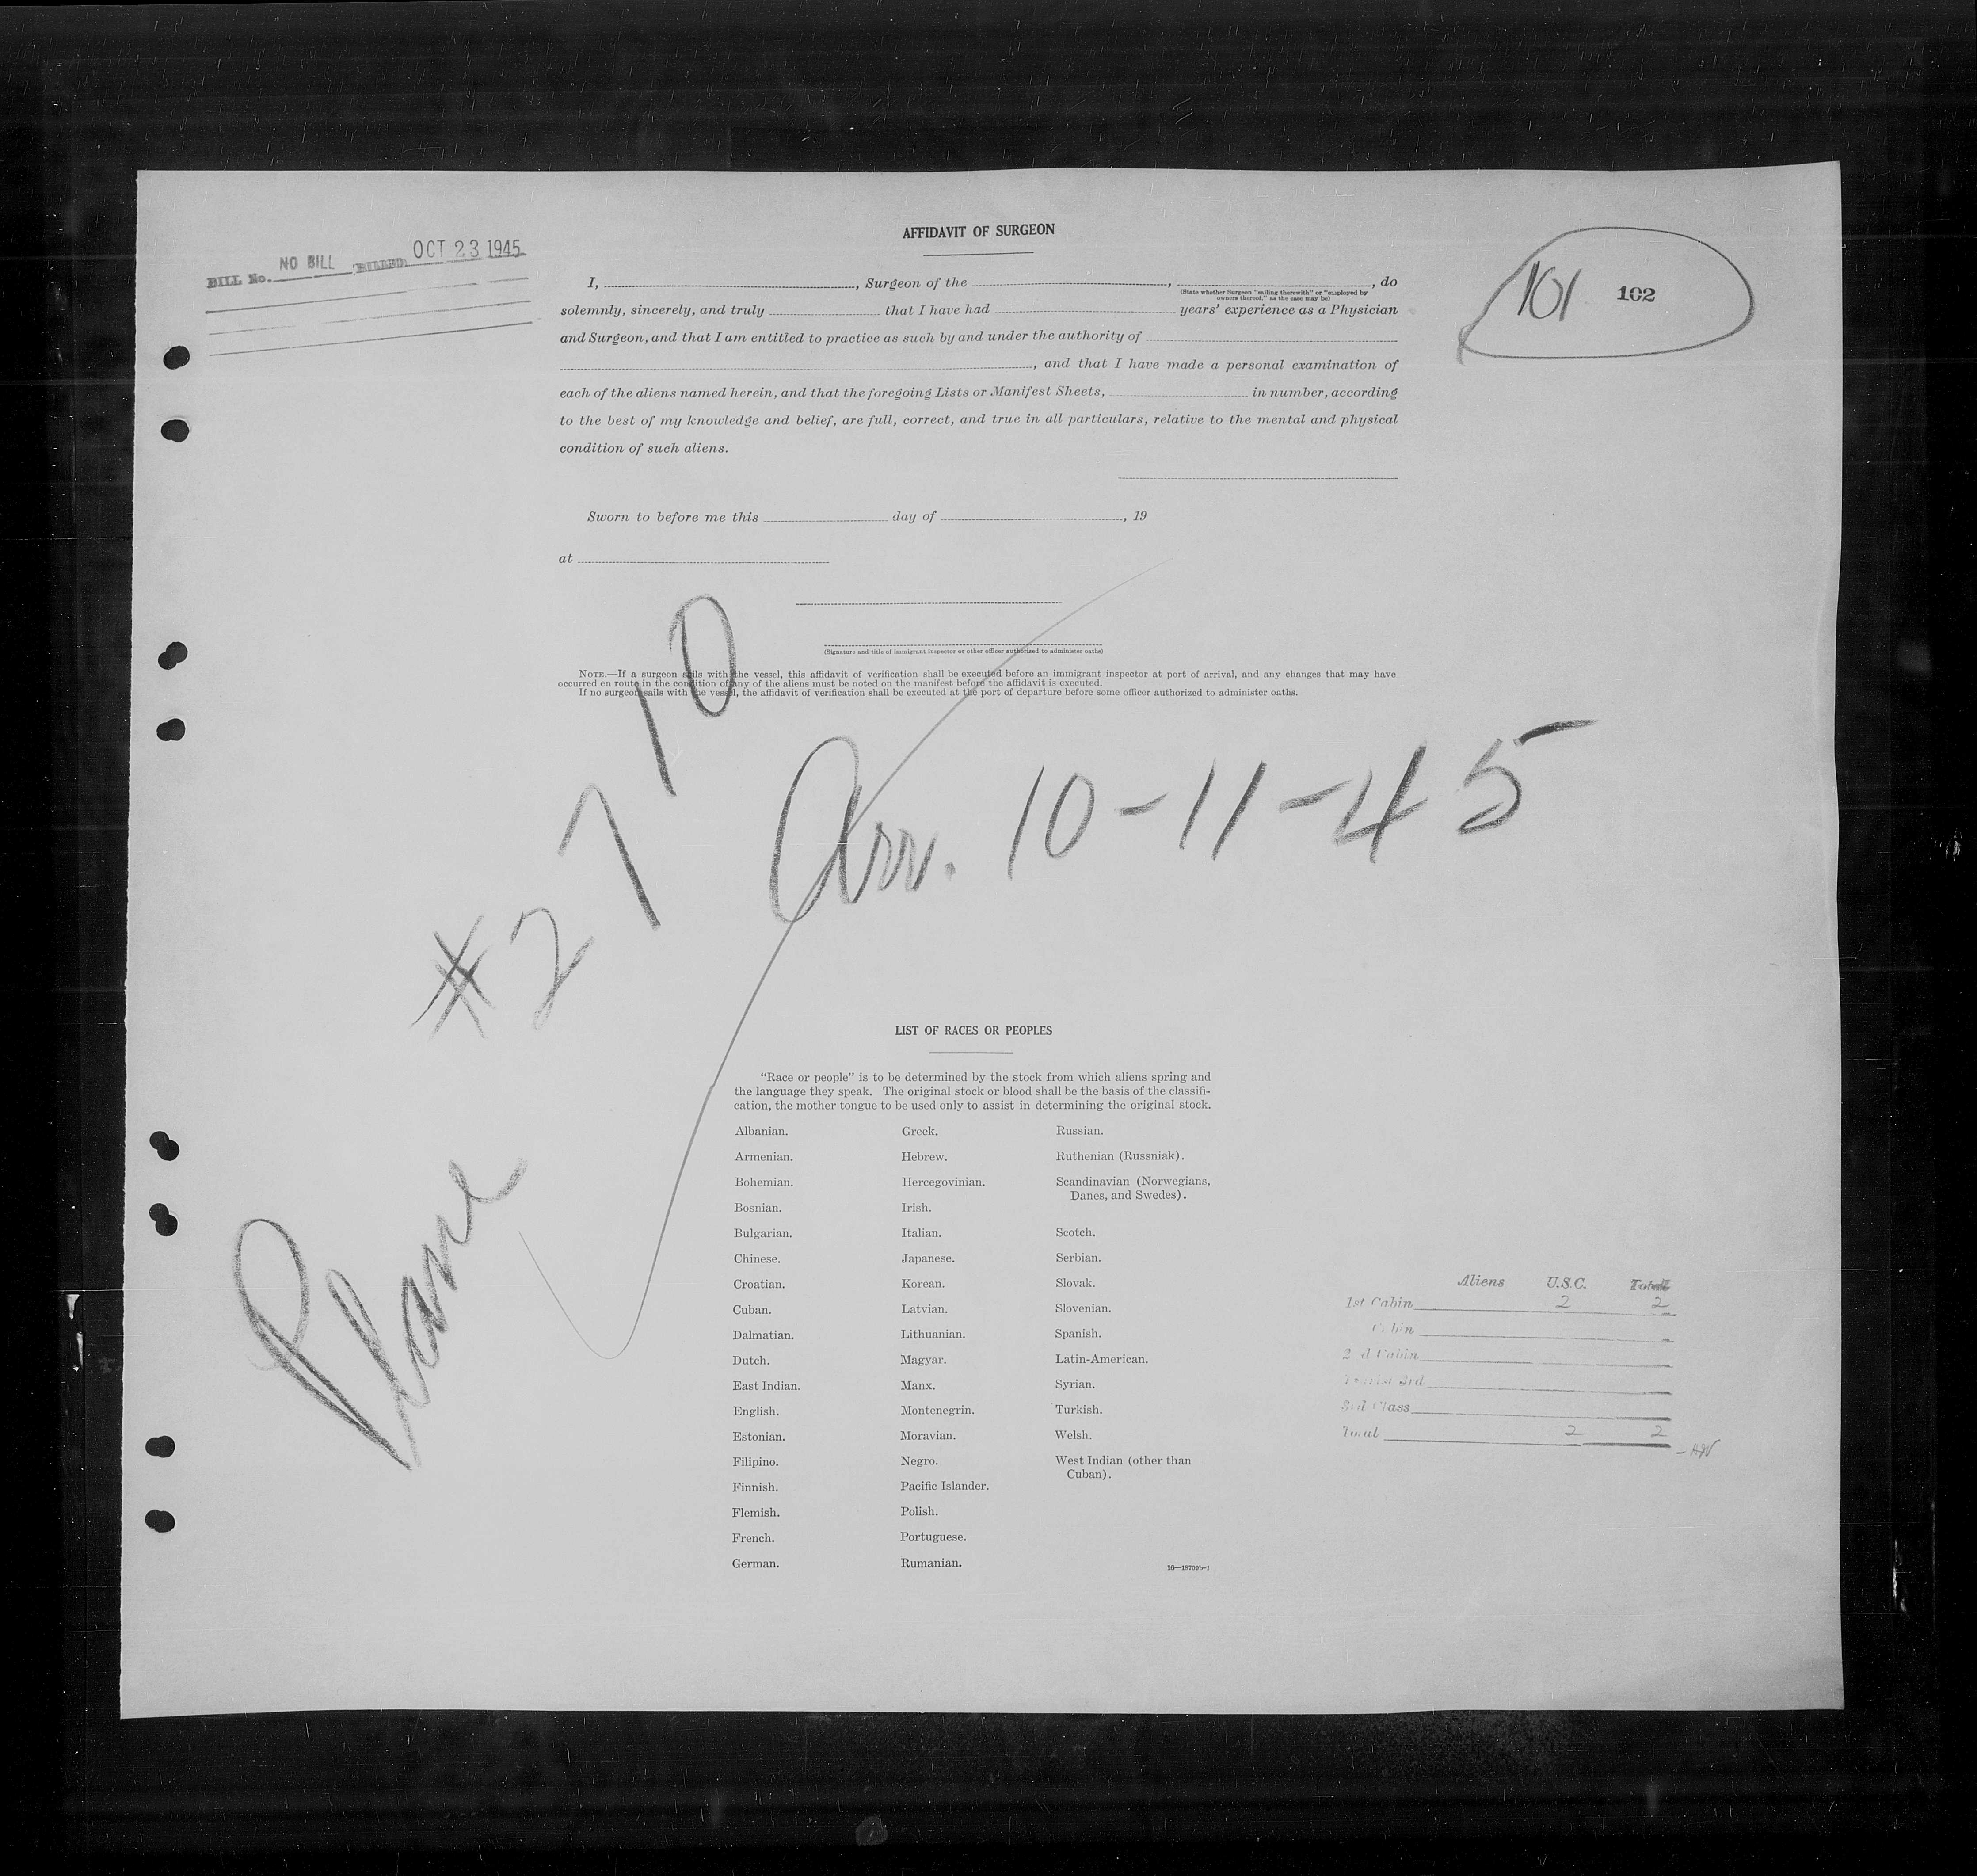 BILL No. NO BILL BILLED OCT 23 1945
AFFIDAVIT OF SURGEON
101 102
I, , Surgeon of the , , do
(State whether Surgeon "sailing therewith" or "employed by
owners thereof," as the case may be)
solemnly, sincerely, and truly that I have had years' experience as a Physician
and Surgeon, and that I am entitled to practice as such by and under the authority of
, and that I have made a personal examination of
each of the aliens named herein, and that the foregoing Lists or Manifest Sheets, in number, according
to the best of my knowledge and belief, are full, correct, and true in all particulars, relative to the mental and physical
condition of such aliens.
Sworn to before me this day of , 19
at
(Signature and title of immigrant inspector or other officer authorized to administer oaths)
NOTE.—If a surgeon sails with the vessel, this affidavit of verification shall be executed before an immigrant inspector at port of arrival, and any changes that may have
occurred en route in the condition of any of the aliens must be noted on the manifest before the affidavit is executed.
If no surgeon sails with the vessel, the affidavit of verification shall be executed at the port of departure before some officer authorized to administer oaths.
Plane #2710
Arr. 10-11-45
LIST OF RACES OR PEOPLES
"Race or people" is to be determined by the stock from which aliens spring and
the language they speak. The original stock or blood shall be the basis of the classifi-
cation, the mother tongue to be used only to assist in determining the original stock.
Albanian.
Armenian.
Bohemian.
Bosnian.
Bulgarian.
Chinese.
Croatian.
Cuban.
Dalmatian.
Dutch.
East Indian.
English.
Estonian.
Filipino.
Finnish.
Flemish.
French.
German.
Greek.
Hebrew.
Hercegovinian.
Irish.
Italian.
Japanese.
Korean.
Latvian.
Lithuanian.
Magyar.
Manx.
Montenegrin.
Moravian.
Negro.
Pacific Islander.
Polish.
Portuguese.
Rumanian.
Russian.
Ruthenian (Russniak).
Scandinavian (Norwegians,
Danes, and Swedes).
Scotch.
Serbian.
Slovak.
Slovenian.
Spanish.
Latin-American.
Syrian.
Turkish.
Welsh.
West Indian (other than
Cuban).
Aliens U.S.C. Total
1st Cabin 2 2
Cabin
2nd Cabin
Tourist 3rd
3rd Class
Total 2 2